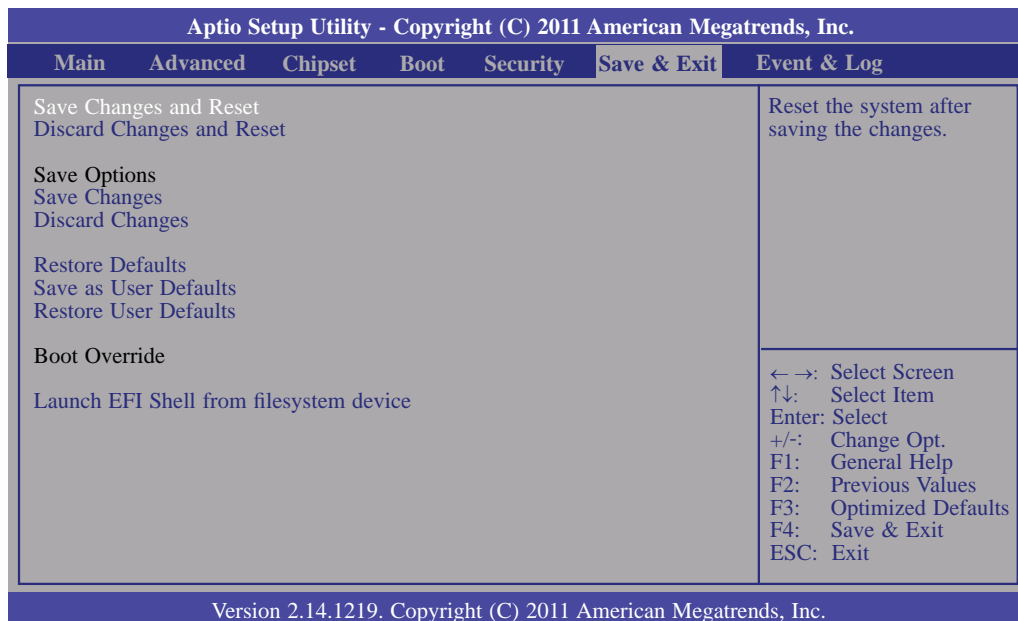 Aptio Setup Utility - Copyright (C) 2011 American Megatrends, Inc.
Main Advanced Chipset Boot Security Save & Exit Event & Log
Save Changes and Reset
Discard Changes and Reset
Save Options
Save Changes
Discard Changes
Restore Defaults
Save as User Defaults
Restore User Defaults
Boot Override
Launch EFI Shell from filesystem device
Reset the system after
saving the changes.
← →: Select Screen
↑↓: Select Item
Enter: Select
+/-: Change Opt.
F1: General Help
F2: Previous Values
F3: Optimized Defaults
F4: Save & Exit
ESC: Exit
Version 2.14.1219. Copyright (C) 2011 American Megatrends, Inc.